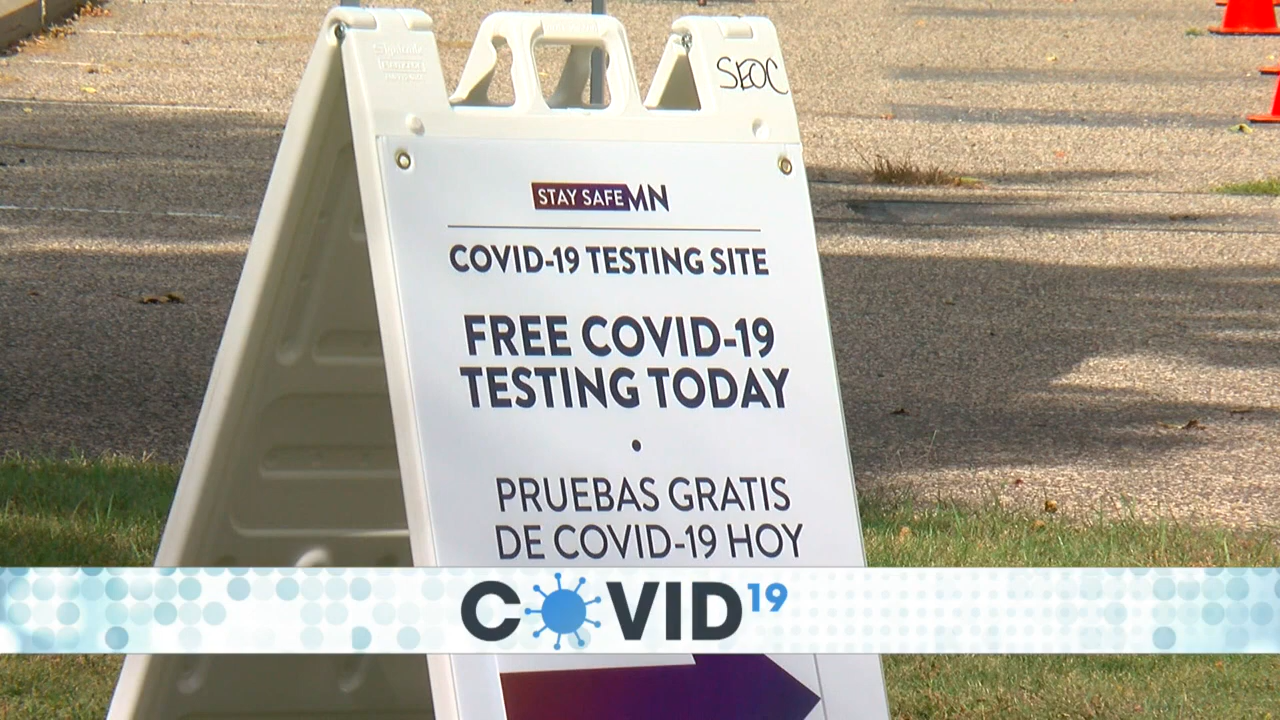 SEOC
STAY SAFE MN
COVID-19 TESTING SITE
FREE COVID-19
TESTING TODAY
•
PRUEBAS GRATIS
DE COVID-19 HOY
COVID19